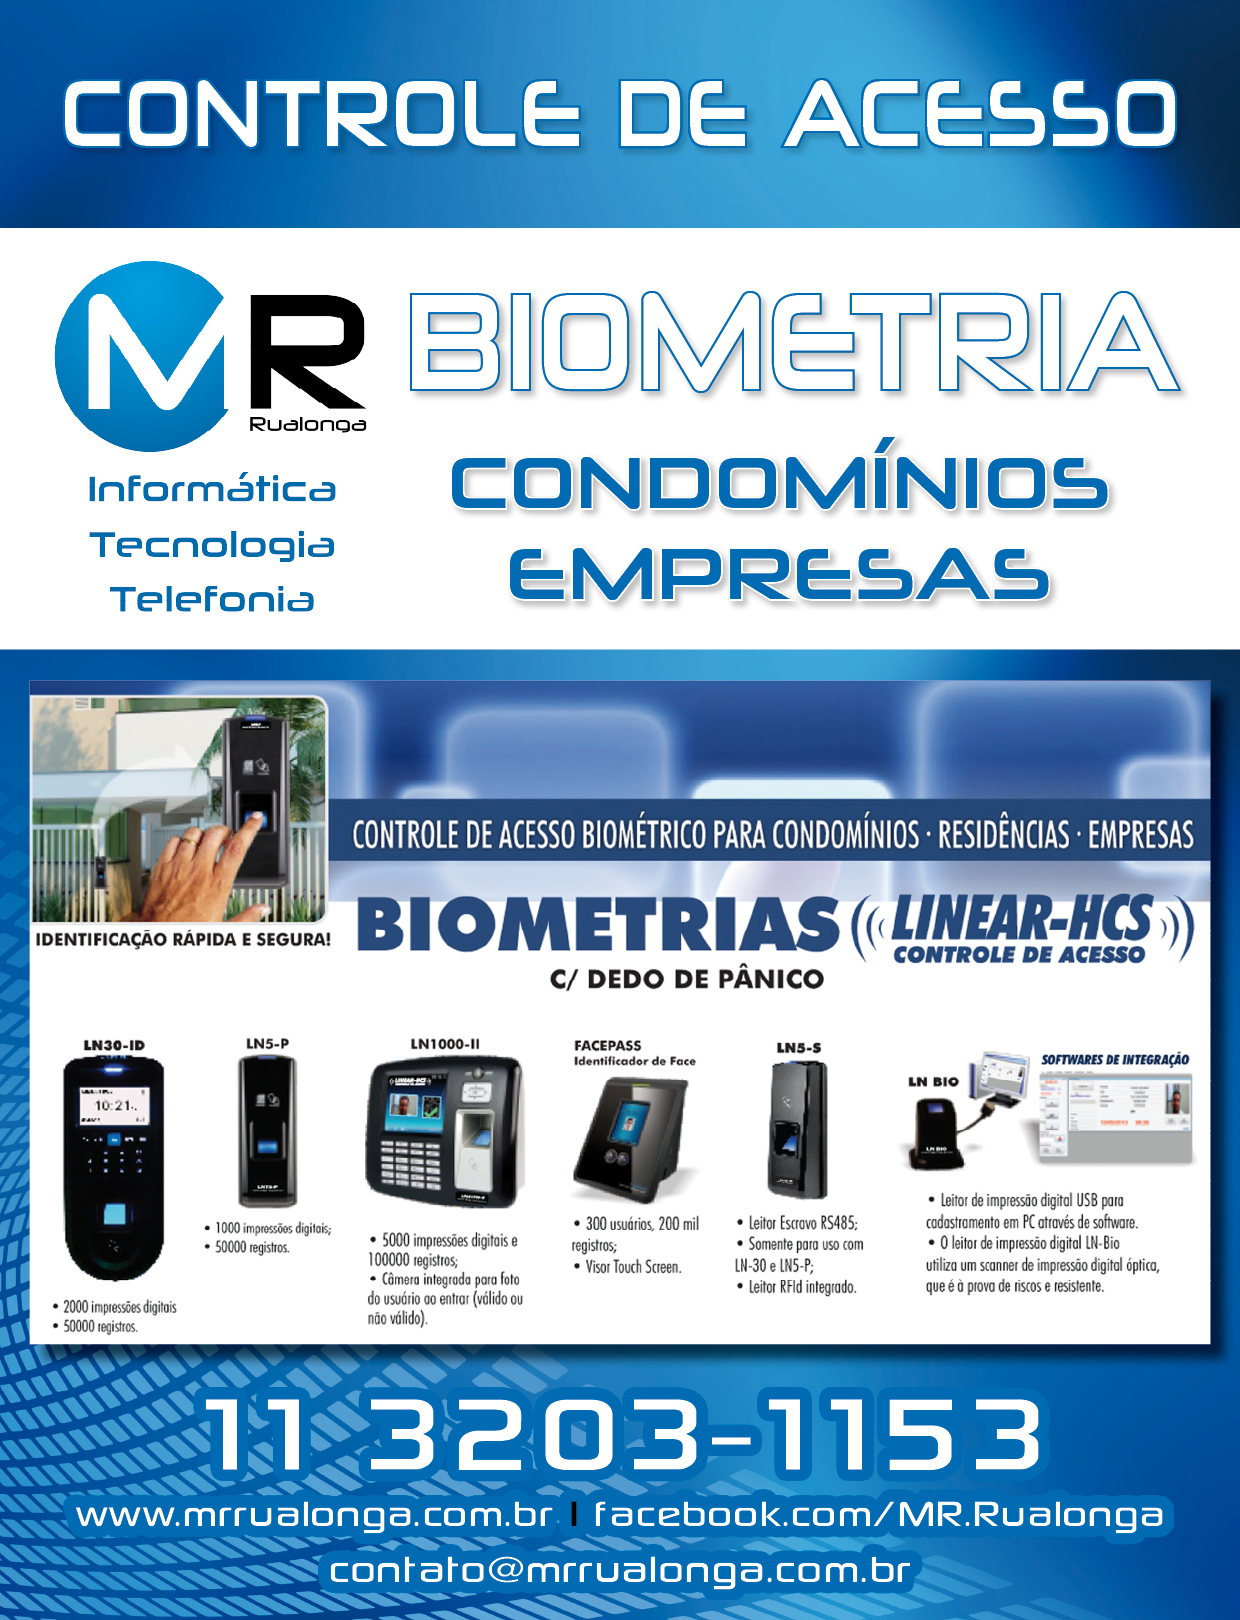 CONTROLE DE ACESSO
MR
Rualonga
Informática
Tecnologia
Telefonia
BIOMETRIA
CONDOMÍNIOS
EMPRESAS
CONTROLE DE ACESSO BIOMÉTRICO PARA CONDOMÍNIOS · RESIDÊNCIAS · EMPRESAS
IDENTIFICAÇÃO RÁPIDA E SEGURA!
BIOMETRIAS
LINEAR-HCS
CONTROLE DE ACESSO
C/ DEDO DE PÂNICO
LN30-ID
10:21
• 2000 impressões digitais
• 50000 registros.
LN5-P
• 1000 impressões digitais;
• 50000 registros.
LN1000-II
LINEAR-HCS
• 5000 impressões digitais e
100000 registros;
• Câmera integrada para foto
do usuário ao entrar (válido ou
não válido).
FACEPASS
Identificador de Face
• 300 usuários, 200 mil
registros;
• Visor Touch Screen.
LN5-S
• Leitor Escravo RS485;
• Somente para uso com
LN-30 e LN5-P;
• Leitor RFId integrado.
LN BIO
LN BIO
SOFTWARES DE INTEGRAÇÃO
• Leitor de impressão digital USB para
cadastramento em PC através de software.
• O leitor de impressão digital LN-Bio
utiliza um scanner de impressão digital óptica,
que é à prova de riscos e resistente.
11 3203-1153
www.mrrualonga.com.br | facebook.com/MR.Rualonga
contato@mrrualonga.com.br